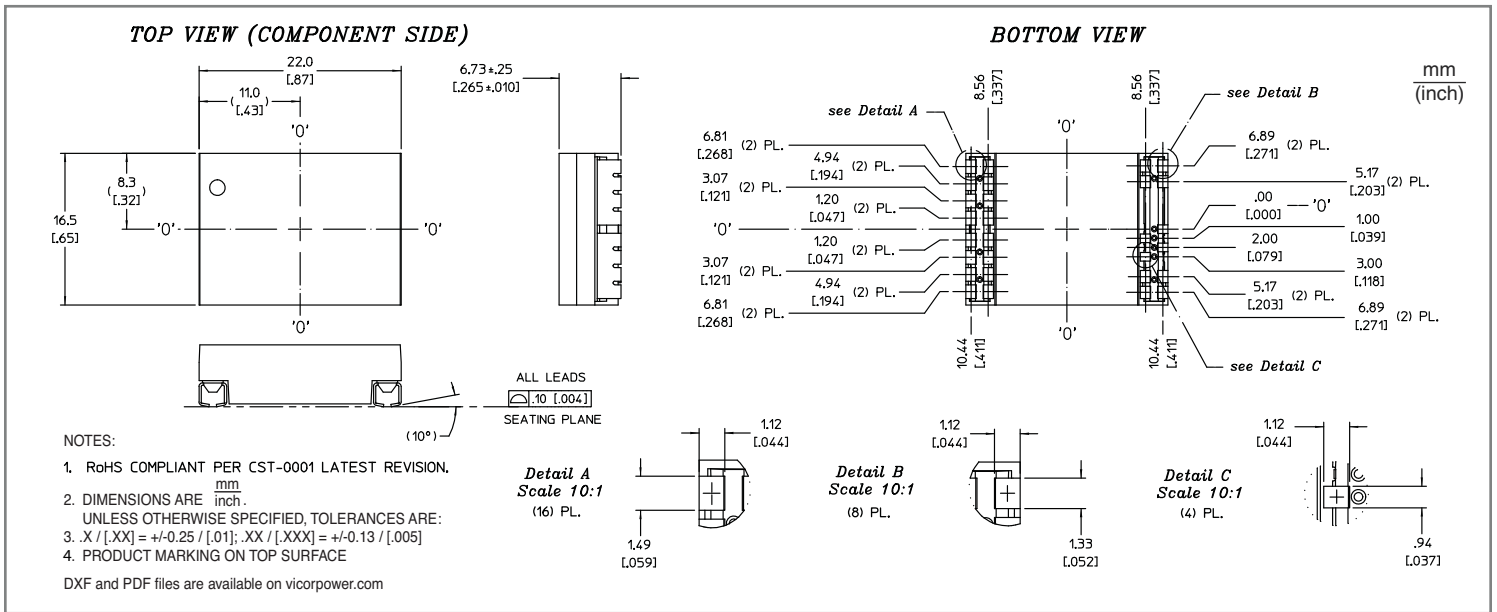 TOP VIEW (COMPONENT SIDE)
22.0
[.87]
11.0
( )
[.43]
'0'
8.3
( )
[.32]
16.5
[.65]
'0'
'0'
'0'
6.73±.25
[.265±.010]
ALL LEADS
.10 [.004]
SEATING PLANE
(10°)
BOTTOM VIEW
mm
(inch)
8.56
[.337]
8.56
[.337]
see Detail A
see Detail B
'0'
6.81
[.268] (2) PL.
4.94
[.194] (2) PL.
3.07
[.121] (2) PL.
1.20
[.047] (2) PL.
'0'
1.20
[.047] (2) PL.
3.07
[.121] (2) PL.
4.94
[.194] (2) PL.
6.81
[.268] (2) PL.
6.89
[.271] (2) PL.
5.17
[.203] (2) PL.
.00
[.000] '0'
1.00
[.039]
2.00
[.079]
3.00
[.118]
5.17
[.203] (2) PL.
6.89
[.271] (2) PL.
'0'
10.44
[.411]
10.44
[.411]
see Detail C
NOTES:
1. RoHS COMPLIANT PER CST-0001 LATEST REVISION.
2. DIMENSIONS ARE mm
inch .
UNLESS OTHERWISE SPECIFIED, TOLERANCES ARE:
3. .X / [.XX] = +/-0.25 / [.01]; .XX / [.XXX] = +/-0.13 / [.005]
4. PRODUCT MARKING ON TOP SURFACE
DXF and PDF files are available on vicorpower.com
Detail A
Scale 10:1
(16) PL.
1.12
[.044]
1.49
[.059]
Detail B
Scale 10:1
(8) PL.
1.12
[.044]
1.33
[.052]
Detail C
Scale 10:1
(4) PL.
1.12
[.044]
.94
[.037]